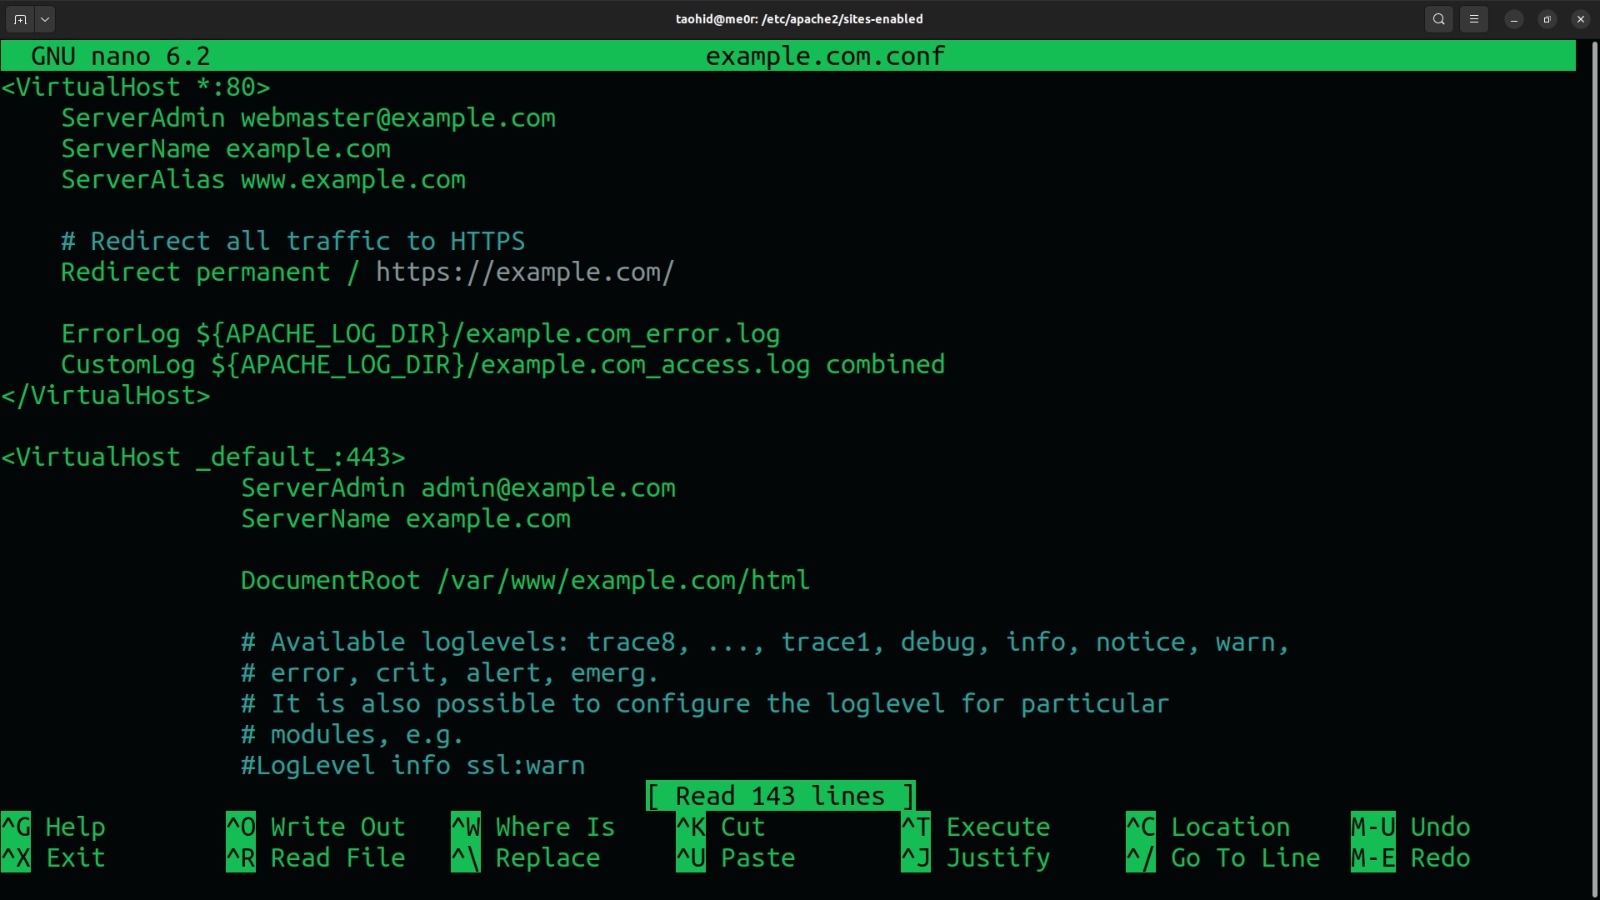 taohid@me0r: /etc/apache2/sites-enabled
GNU nano 6.2 example.com.conf
<VirtualHost *:80>
    ServerAdmin webmaster@example.com
    ServerName example.com
    ServerAlias www.example.com

    # Redirect all traffic to HTTPS
    Redirect permanent / https://example.com/

    ErrorLog ${APACHE_LOG_DIR}/example.com_error.log
    CustomLog ${APACHE_LOG_DIR}/example.com_access.log combined
</VirtualHost>

<VirtualHost _default_:443>
                ServerAdmin admin@example.com
                ServerName example.com

                DocumentRoot /var/www/example.com/html

                # Available loglevels: trace8, ..., trace1, debug, info, notice, warn,
                # error, crit, alert, emerg.
                # It is also possible to configure the loglevel for particular
                # modules, e.g.
                #LogLevel info ssl:warn
[ Read 143 lines ]
^G Help ^O Write Out ^W Where Is ^K Cut ^T Execute ^C Location M-U Undo
^X Exit ^R Read File ^\ Replace ^U Paste ^J Justify ^/ Go To Line M-E Redo